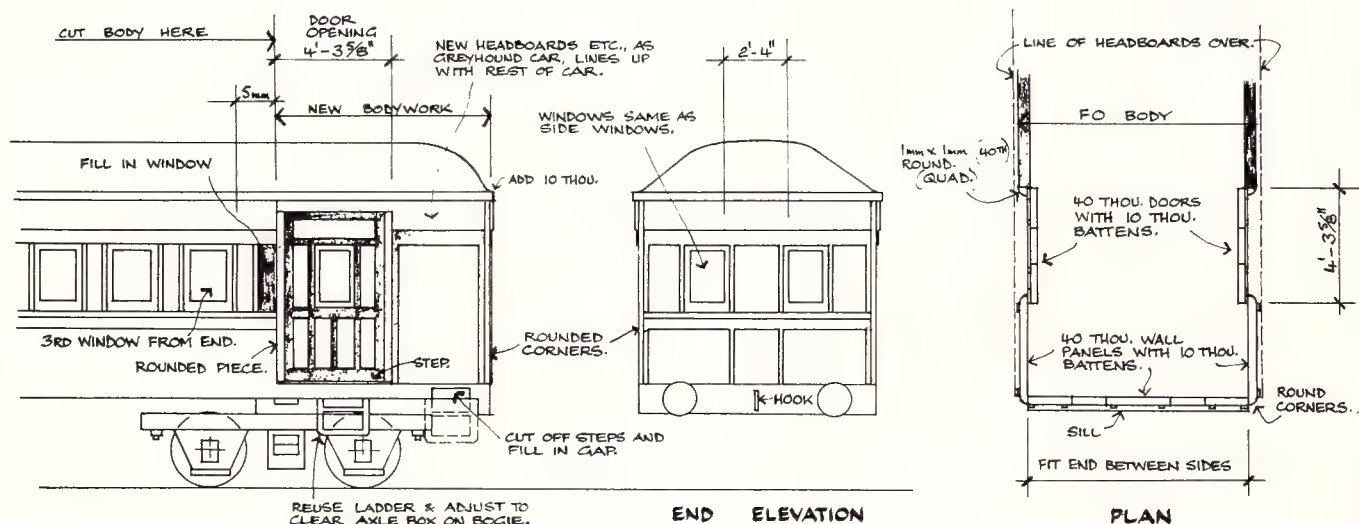 CUT BODY HERE
DOOR
OPENING
4'-3 5/8"
5mm
NEW BODYWORK
NEW HEADBOARDS ETC., AS
GREYHOUND CAR, LINES UP
WITH REST OF CAR.
FILL IN WINDOW
ADD 10 THOU.
3RD WINDOW FROM END.
ROUNDED PIECE.
STEP.
ROUNDED
CORNERS.
CUT OFF STEPS AND
FILL IN GAP.
REUSE LADDER & ADJUST TO
CLEAR AXLE BOX ON BOGIE.
2'-4"
WINDOWS SAME AS
SIDE WINDOWS.
HOOK
END ELEVATION
LINE OF HEADBOARDS OVER.
FO BODY
1mm x 1mm (40TH)
ROUND.
(QUAD.)
40 THOU. DOORS
WITH 10 THOU.
BATTENS.
4'-3 5/8"
40 THOU. WALL
PANELS WITH 10 THOU.
BATTENS.
ROUND
CORNERS.
SILL
FIT END BETWEEN SIDES
PLAN